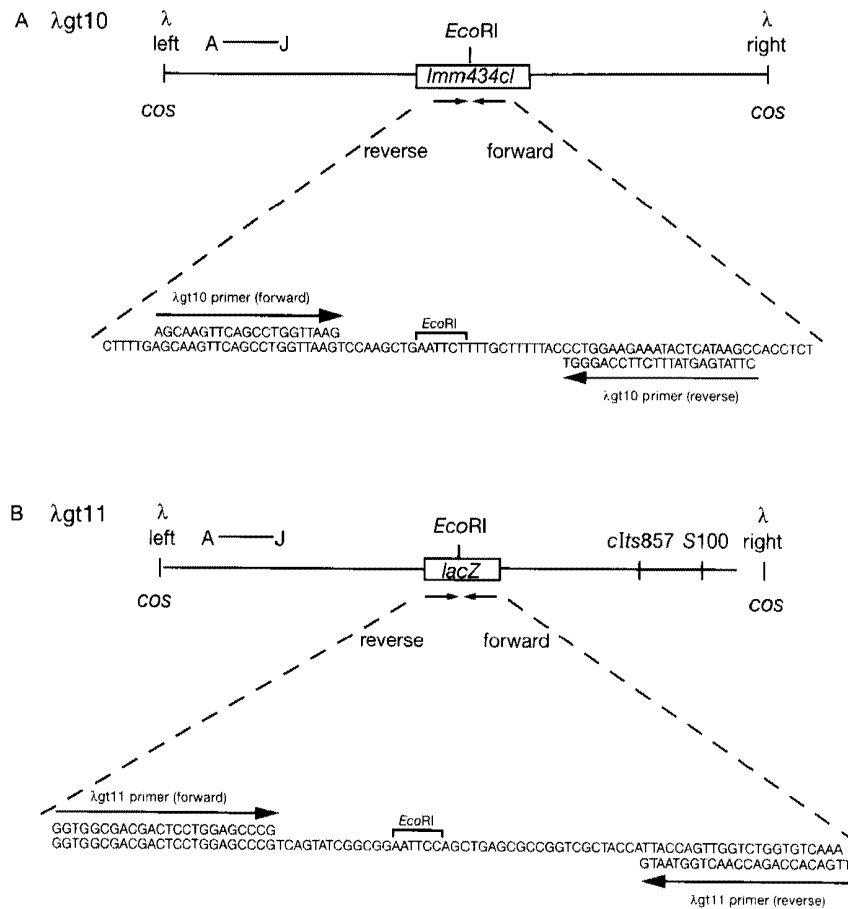 A λgt10
λ left
A J
EcoRI
λ right
Imm434cI
cos
cos
reverse
forward
λgt10 primer (forward)
AGCAAGTTCAGCCTGGTTAAG
EcoRI
CTTTTGAGCAAGTTCAGCCTGGTTAAGTCCAAGCTGAATTCTTTTGCTTTTTACCCTGGAAGAAATACTCATAAGCCACCTCT
TGGGACCTTCTTTATGAGTATTC
λgt10 primer (reverse)
B λgt11
λ left
A J
EcoRI
cIts857
S100
λ right
lacZ
cos
cos
reverse
forward
λgt11 primer (forward)
GGTGGCGACGACTCCTGGAGCCCG
EcoRI
GGTGGCGACGACTCCTGGAGCCCGTCAGTATCGGCGGAATTCCAGCTGAGCGCCGGTCGCTACCATTACCAGTTGGTCTGGTGTCAAA
GTAATGGTCAACCAGACCACAGTT
λgt11 primer (reverse)